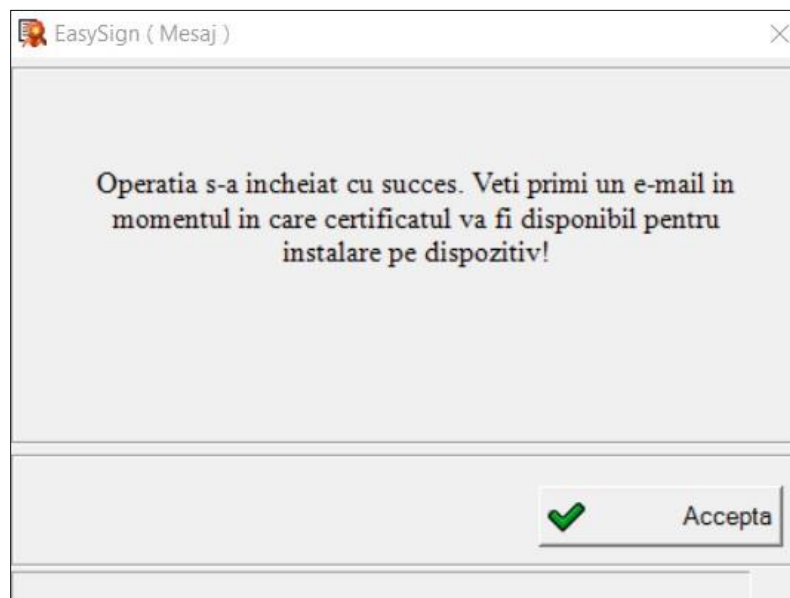 EasySign ( Mesaj )
Operatia s-a incheiat cu succes. Veti primi un e-mail in
momentul in care certificatul va fi disponibil pentru
instalare pe dispozitiv!
Accepta